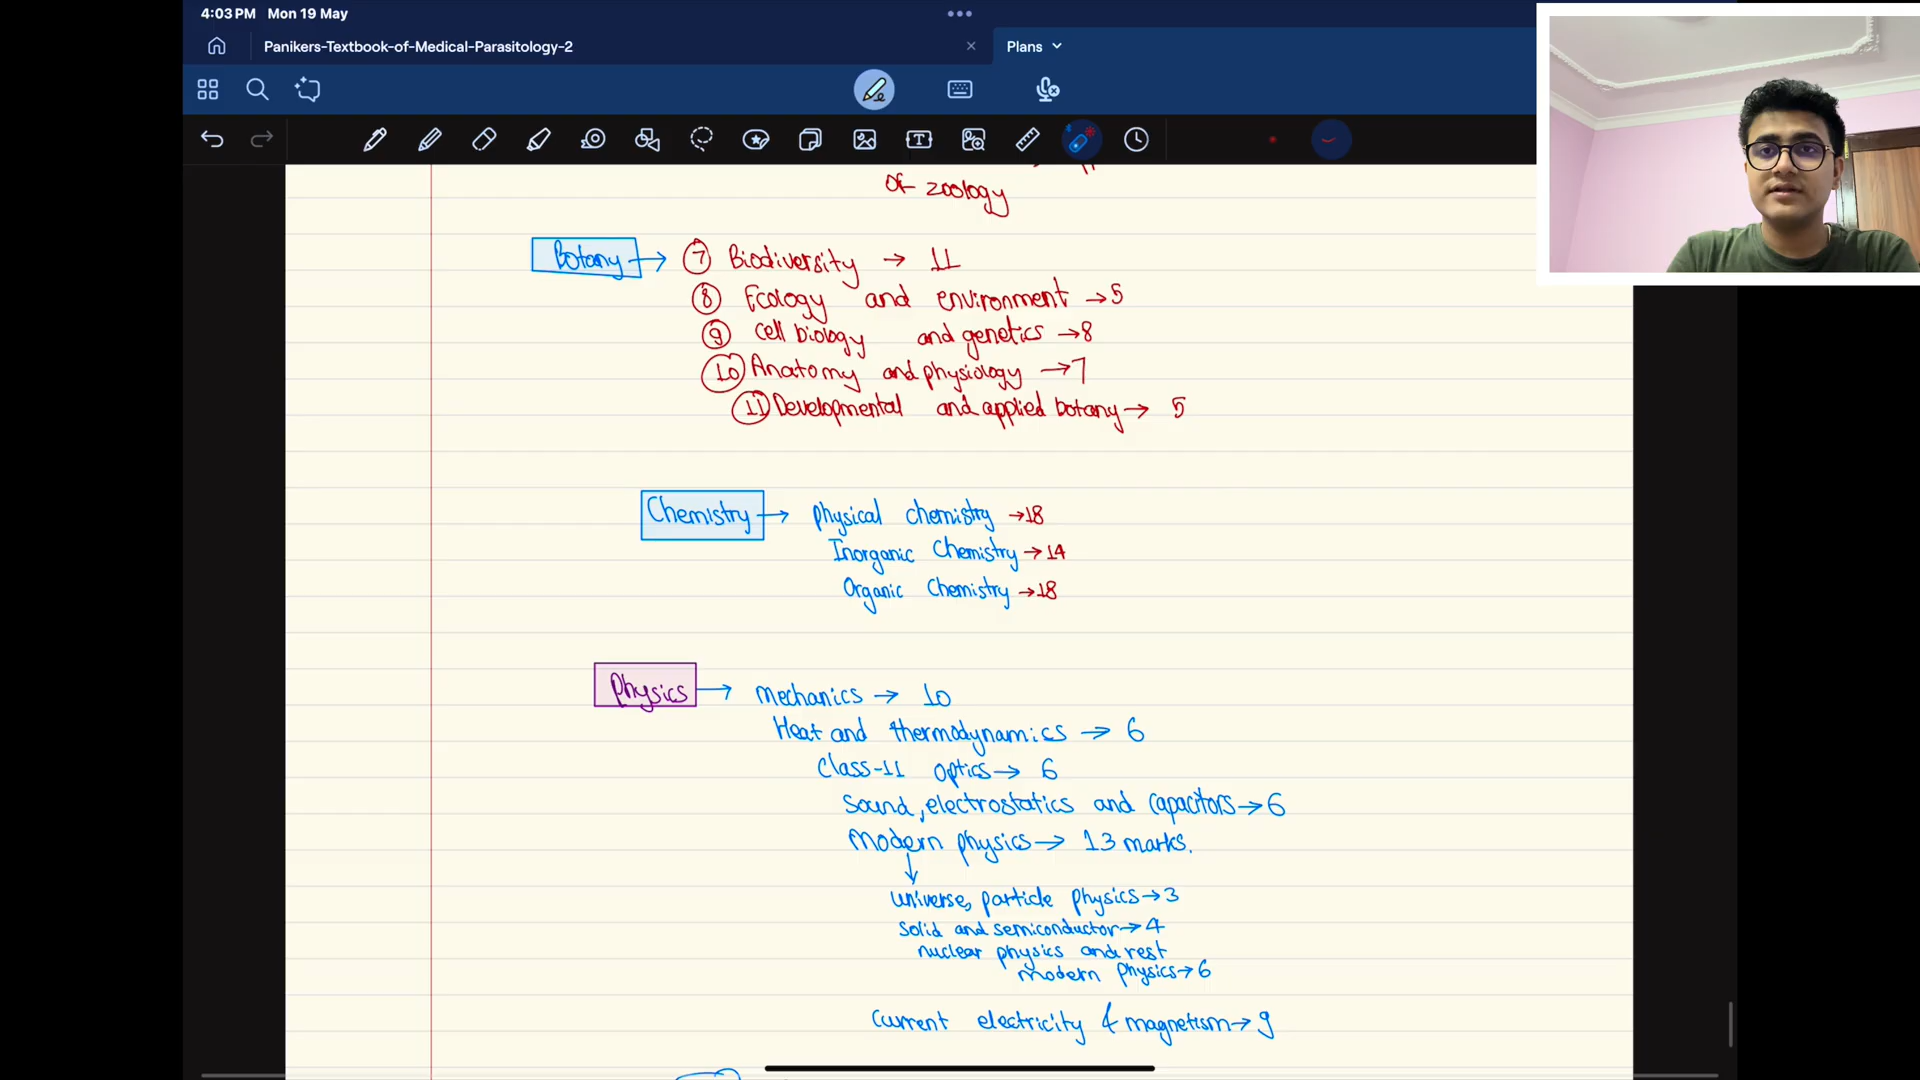 4:03 PM Mon 19 May
Panikers-Textbook-of-Medical-Parasitology-2
Plans
T
of zoology
Botany → 7 Biodiversity → 11
8 Ecology and environment → 5
9 Cell biology and genetics → 8
10 Anatomy and physiology → 7
11 Developmental and applied botany → 5
Chemistry → Physical chemistry → 18
Inorganic Chemistry → 14
Organic Chemistry → 18
Physics → Mechanics → 10
Heat and thermodynamics → 6
Class-11 Optics → 6
Sound, electrostatics and capacitors → 6
Modern physics → 13 marks.
↓
Universe, particle physics → 3
Solid and semiconductor → 4
nuclear physics and rest
modern physics → 6
Current electricity & magnetism → 9